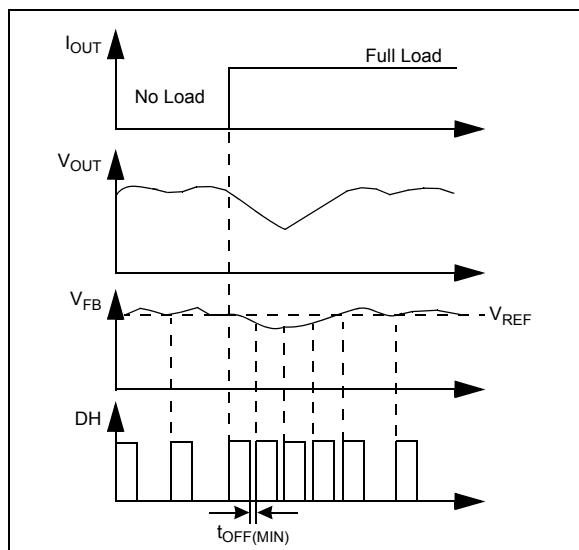 IOUT
Full Load
No Load
VOUT
VFB
VREF
DH
tOFF(MIN)